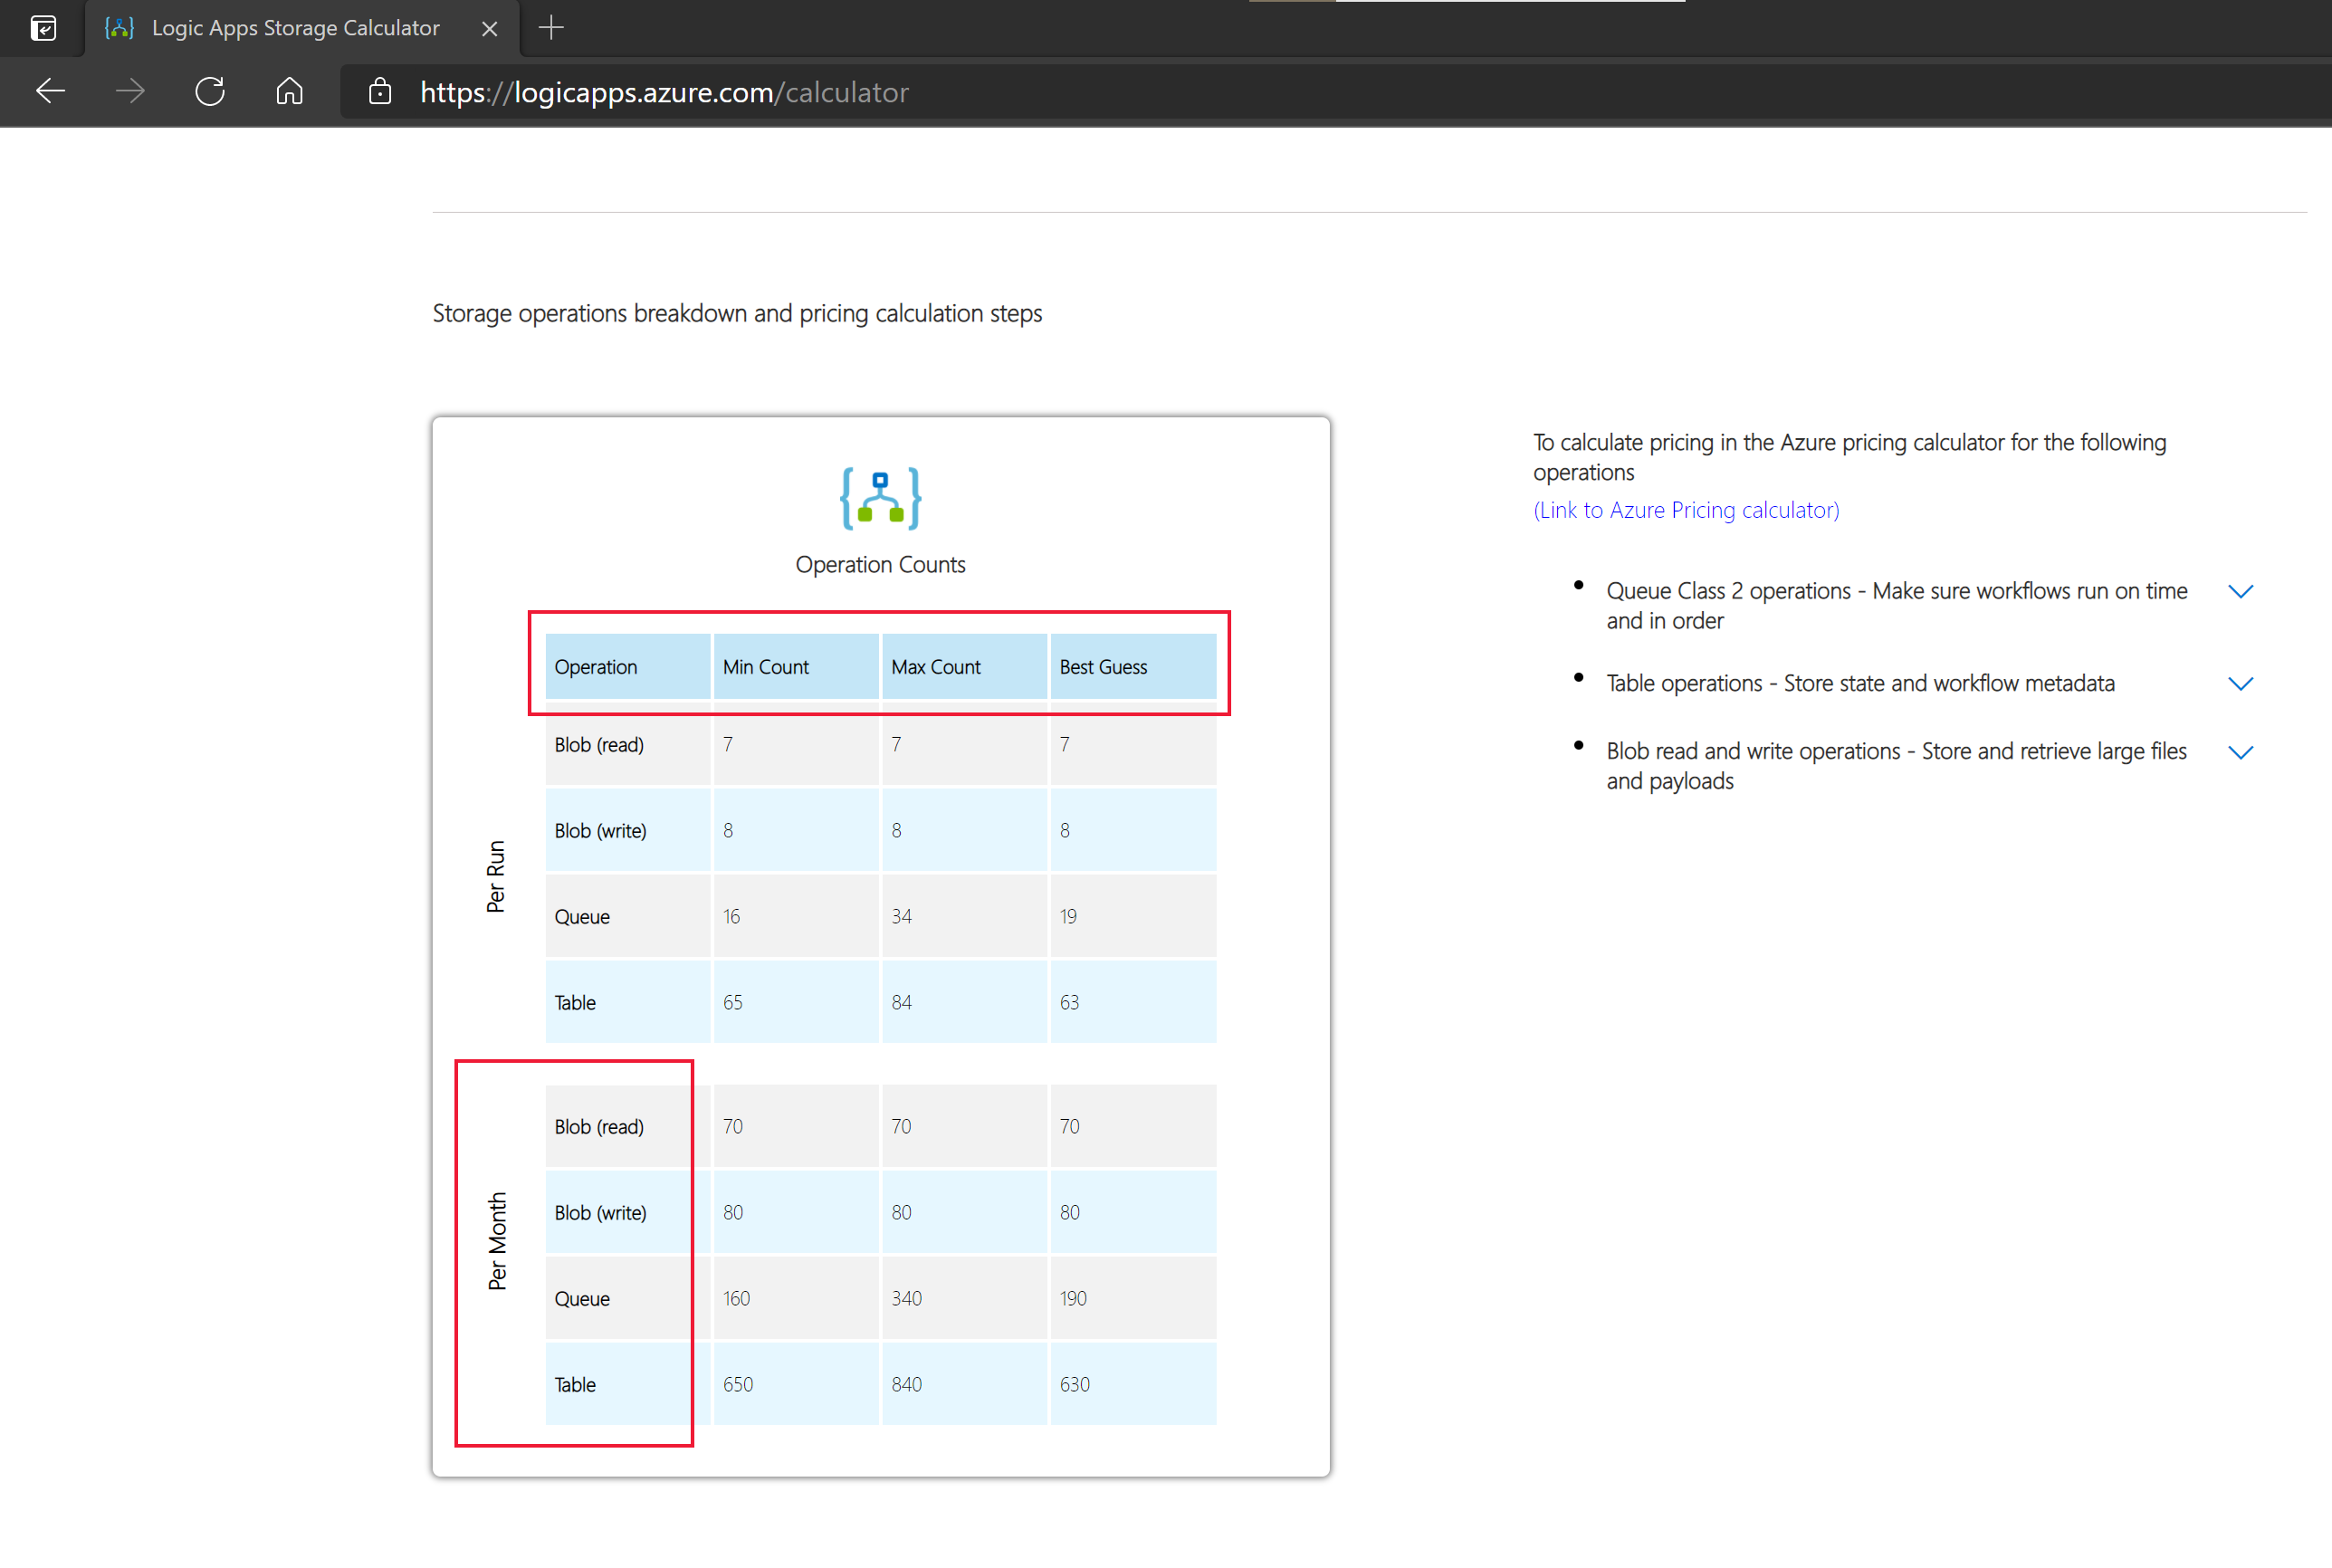 Logic Apps Storage Calculator
https://logicapps.azure.com/calculator
Storage operations breakdown and pricing calculation steps
Operation Counts
Operation Min Count Max Count Best Guess
Per Run
Blob (read) 7 7 7
Blob (write) 8 8 8
Queue 16 34 19
Table 65 84 63
Per Month
Blob (read) 70 70 70
Blob (write) 80 80 80
Queue 160 340 190
Table 650 840 630
To calculate pricing in the Azure pricing calculator for the following
operations
(Link to Azure Pricing calculator)
Queue Class 2 operations - Make sure workflows run on time
and in order
Table operations - Store state and workflow metadata
Blob read and write operations - Store and retrieve large files
and payloads